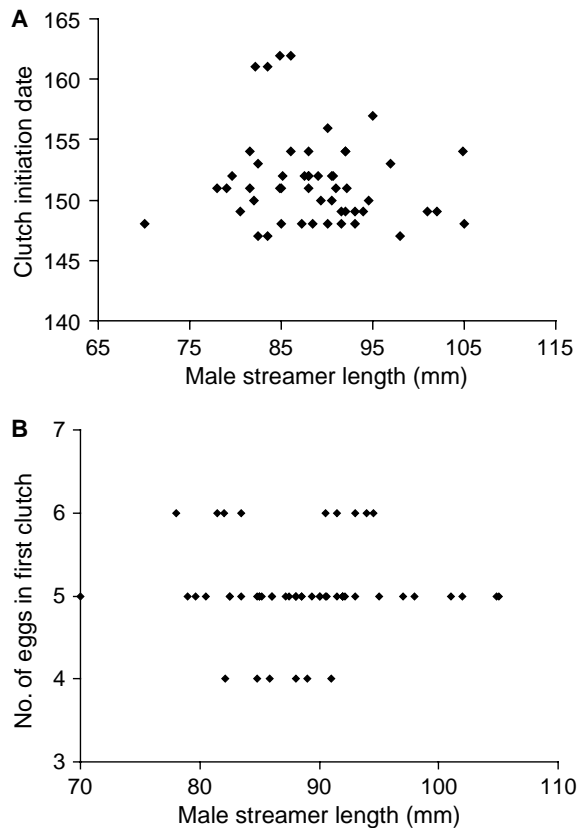 A
165
160
155
150
145
140
65 75 85 95 105 115
Clutch initiation date
Male streamer length (mm)
B
7
6
5
4
3
70 80 90 100 110
No. of eggs in first clutch
Male streamer length (mm)